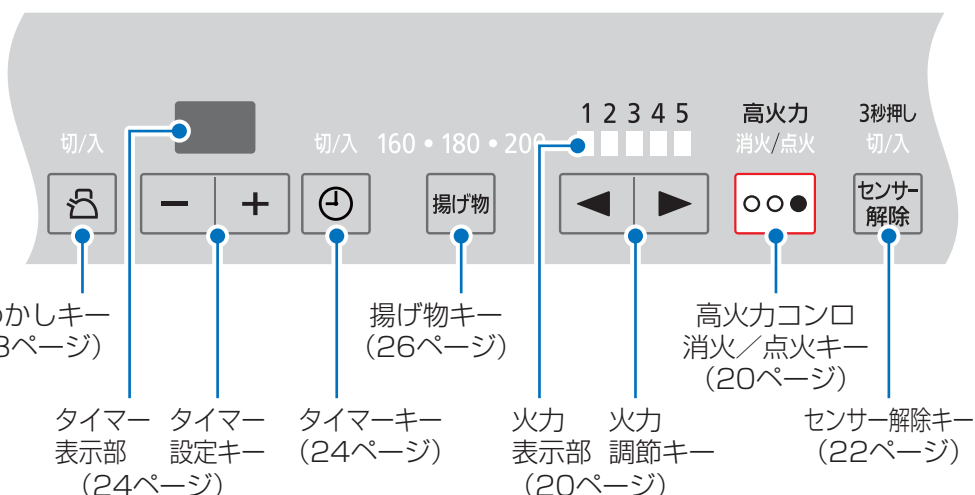 1 2 3 4 5 高火力 3秒押し
切/入 切/入 160・180・200 消火/点火 切/入
− + 揚げ物 センサー
解除
わかしキー
ページ）
揚げ物キー
（26ページ）
高火力コンロ
消火／点火キー
（20ページ）
タイマー
表示部
タイマー
設定キー
（24ページ）
タイマーキー
（24ページ）
火力
表示部
火力
調節キー
（20ページ）
センサー解除キー
（22ページ）